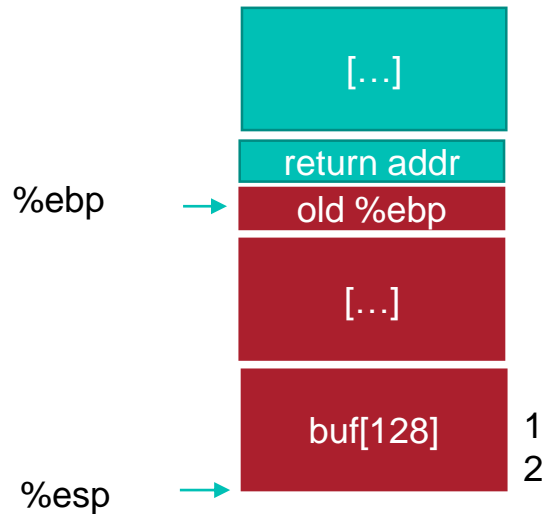 [...]
return addr
%ebp
old %ebp
[...]
buf[128]
1
2
%esp